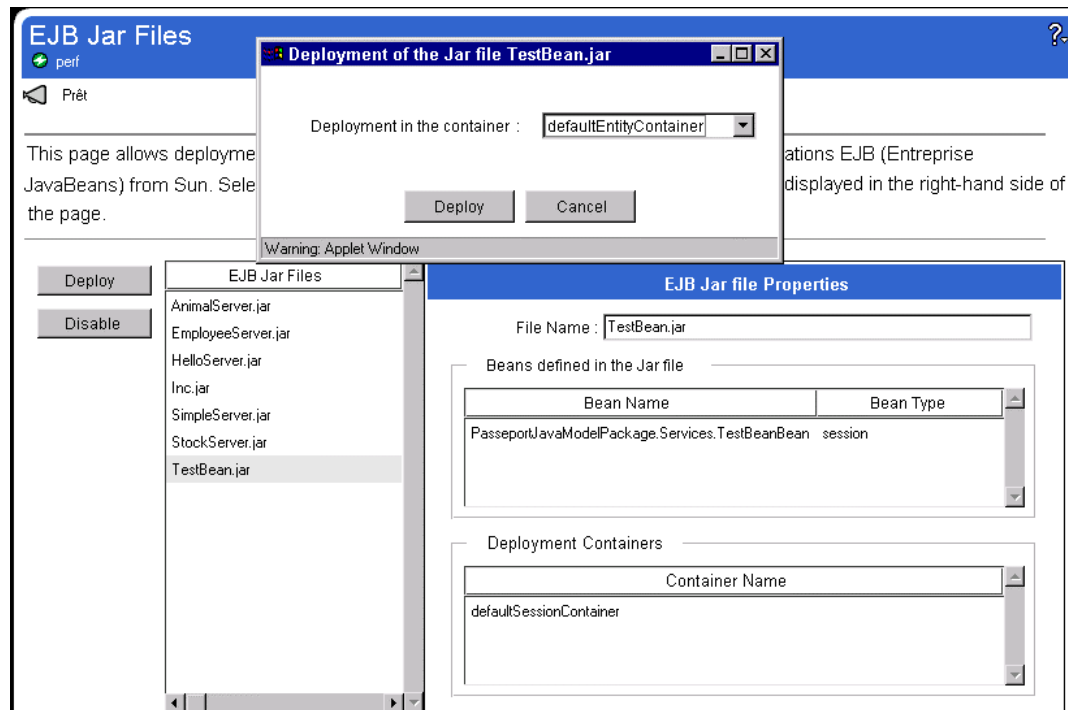 EJB Jar Files
?
perf
Prêt
Deployment of the Jar file TestBean.jar
Deployment in the container :
defaultEntityContainer
Deploy
Cancel
Warning: Applet Window
This page allows deployme
ations EJB (Entreprise
JavaBeans) from Sun. Sele
displayed in the right-hand side of
the page.
Deploy
Disable
EJB Jar Files
AnimalServer.jar
EmployeeServer.jar
HelloServer.jar
Inc.jar
SimpleServer.jar
StockServer.jar
TestBean.jar
EJB Jar file Properties
File Name : TestBean.jar
Beans defined in the Jar file
Bean Name Bean Type
PasseportJavaModelPackage.Services.TestBeanBean session
Deployment Containers
Container Name
defaultSessionContainer